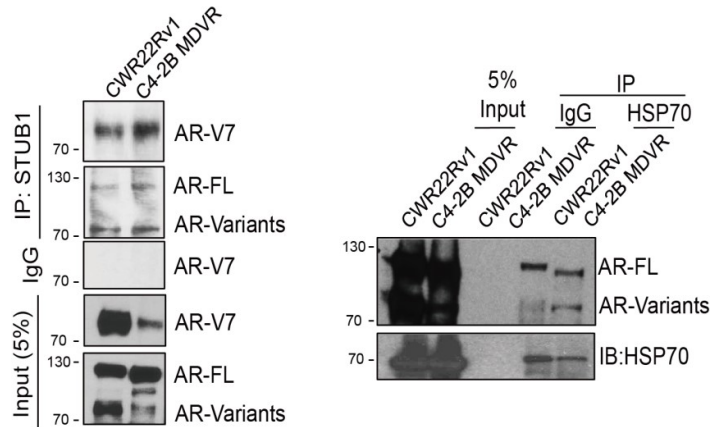 CWR22Rv1
C4-2B MDVR
IP: STUB1
70 -
AR-V7
130 -
AR-FL
70 -
AR-Variants
IgG
70 -
AR-V7
Input (5%)
70 -
AR-V7
130 -
AR-FL
70 -
AR-Variants
5%
Input
IP
IgG
HSP70
CWR22Rv1
C4-2B MDVR
CWR22Rv1
C4-2B MDVR
CWR22Rv1
C4-2B MDVR
130 -
AR-FL
AR-Variants
70 -
70 -
IB:HSP70